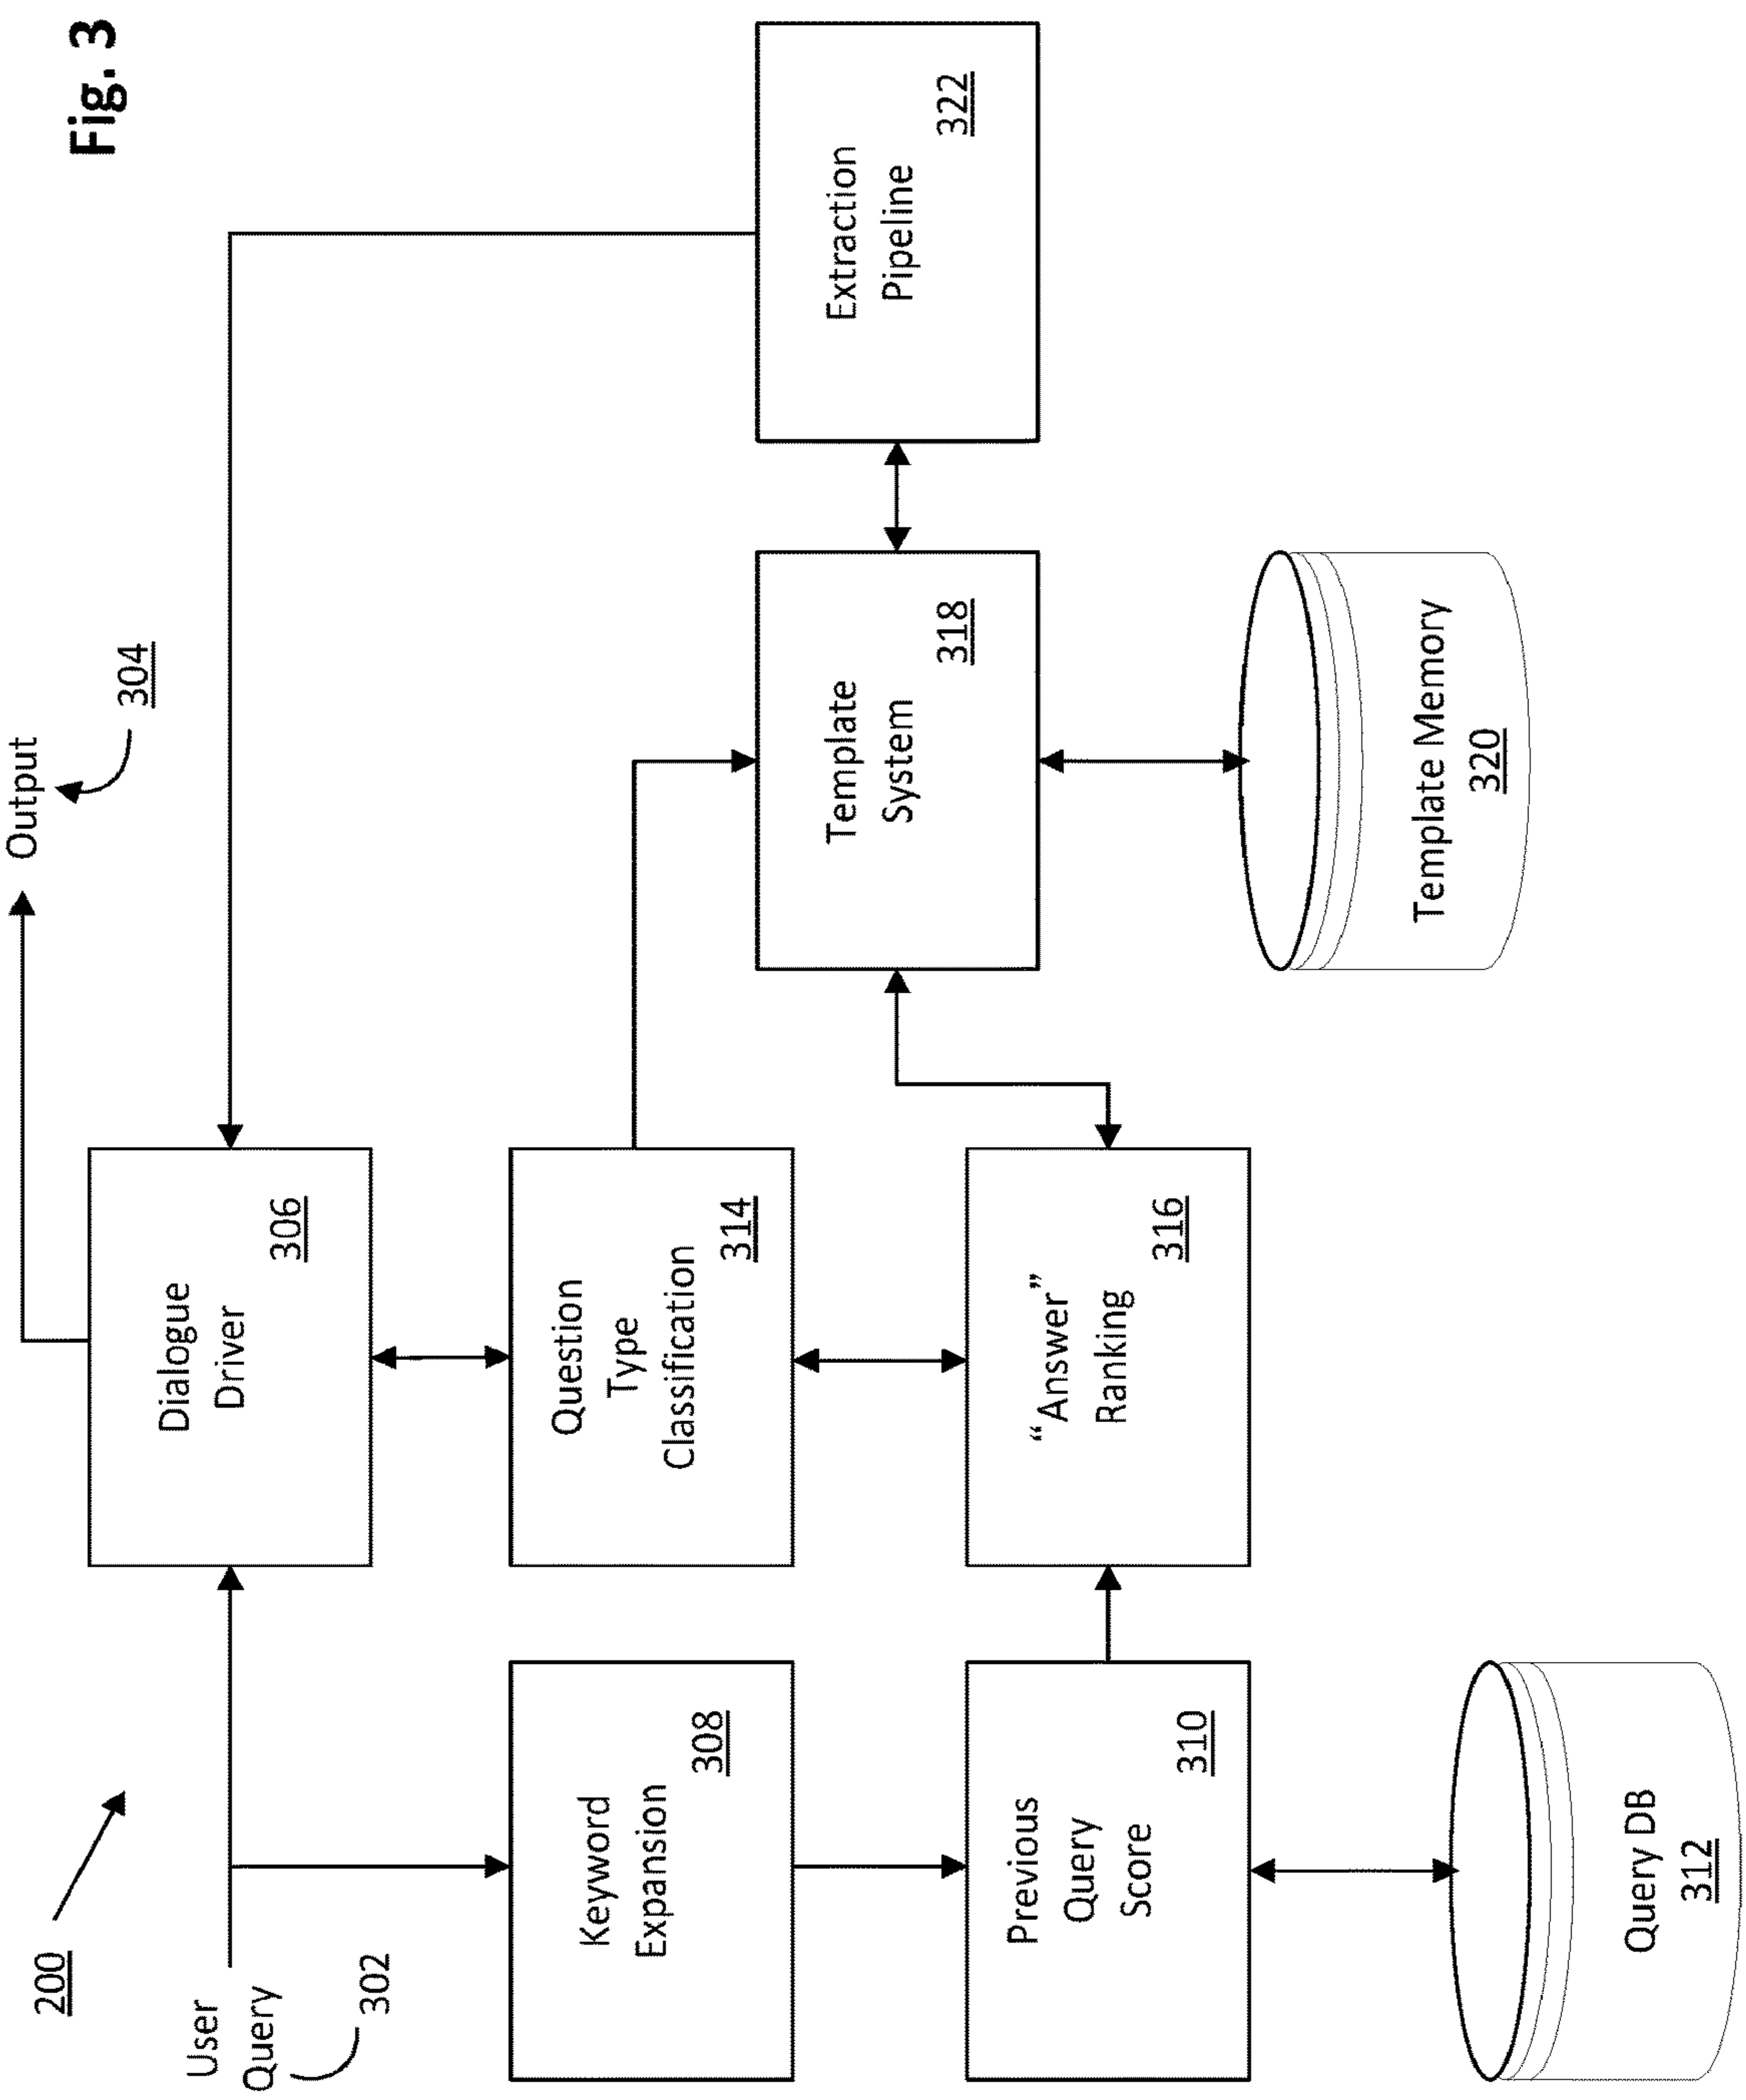 Fig. 3
200
User
Query
302
Output
304
Dialogue
Driver
306
Keyword
Expansion
308
Question
Type
Classification
314
Template
System
318
Extraction
Pipeline
322
Previous
Query
Score
310
“Answer”
Ranking
316
Query DB
312
Template Memory
320